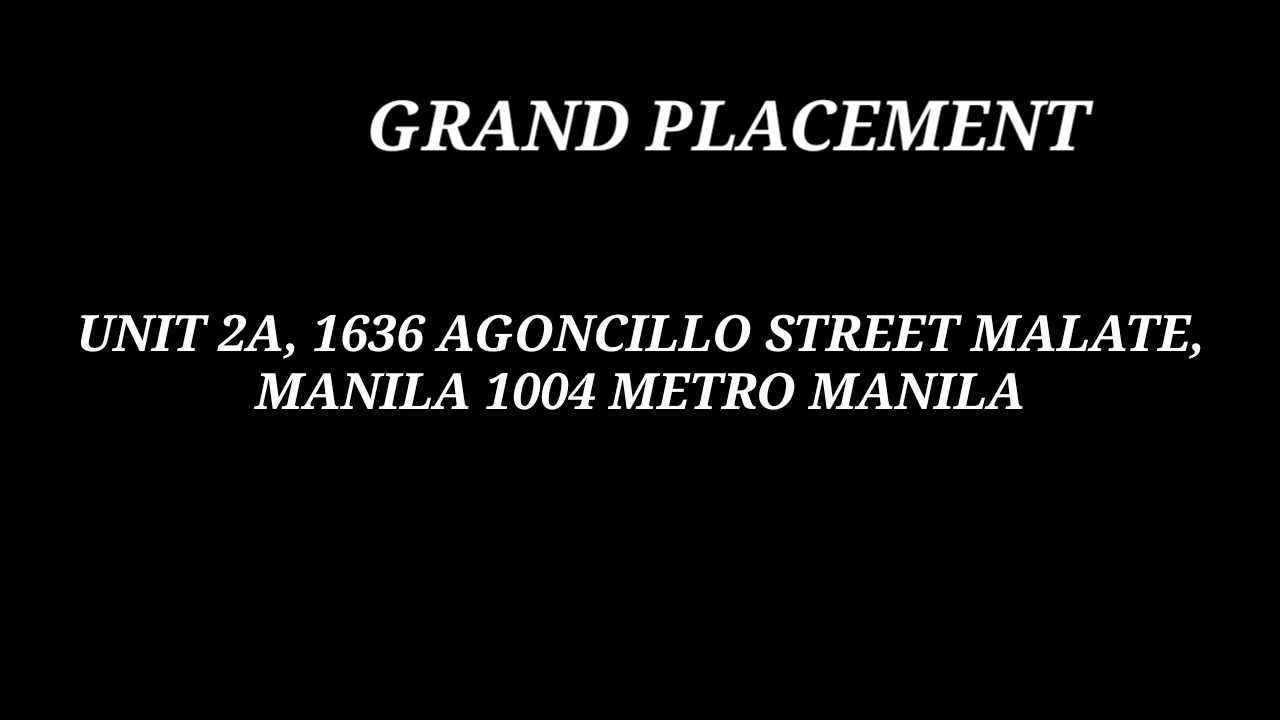 GRAND PLACEMENT
UNIT 2A, 1636 AGONCILLO STREET MALATE,
MANILA 1004 METRO MANILA